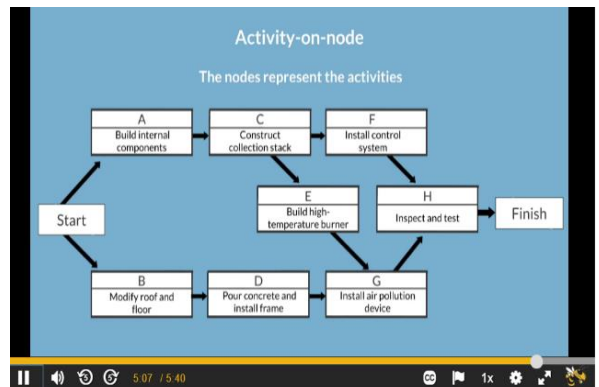 Activity-on-node
The nodes represent the activities
A
Build internal
components
C
Construct
collection stack
F
Install control
system
Start
E
Build high-
temperature burner
H
Inspect and test
Finish
B
Modify roof and
floor
D
Pour concrete and
install frame
G
Install air pollution
device
5
5
5:07 / 5:40
CC
1x